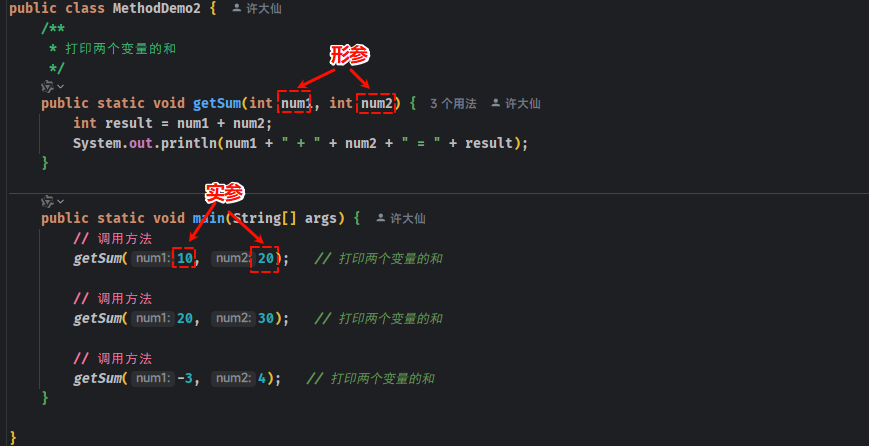 public class MethodDemo2 { 许大仙
/**
* 打印两个变量的和
*/
形参
public static void getSum(int num1, int num2) { 3 个用法 许大仙
int result = num1 + num2;
System.out.println(num1 + " + " + num2 + " = " + result);
}
实参
public static void main(String[] args) { 许大仙
// 调用方法
getSum( num1: 10, num2: 20); // 打印两个变量的和
// 调用方法
getSum( num1: 20, num2: 30); // 打印两个变量的和
// 调用方法
getSum( num1: -3, num2: 4); // 打印两个变量的和
}
}